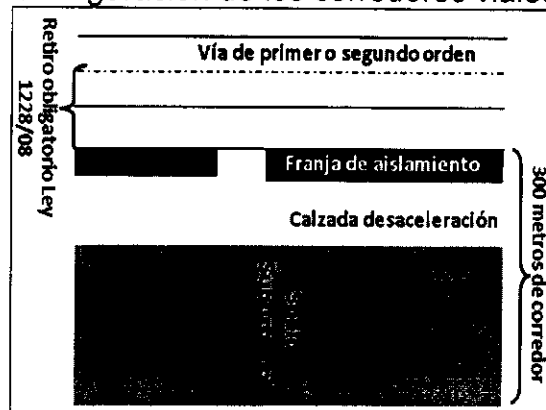 Vía de primer o segundo orden
Retiro obligatorio Ley
1228/08
Franja de aislamiento
Calzada desaceleración
300 metros de corredor